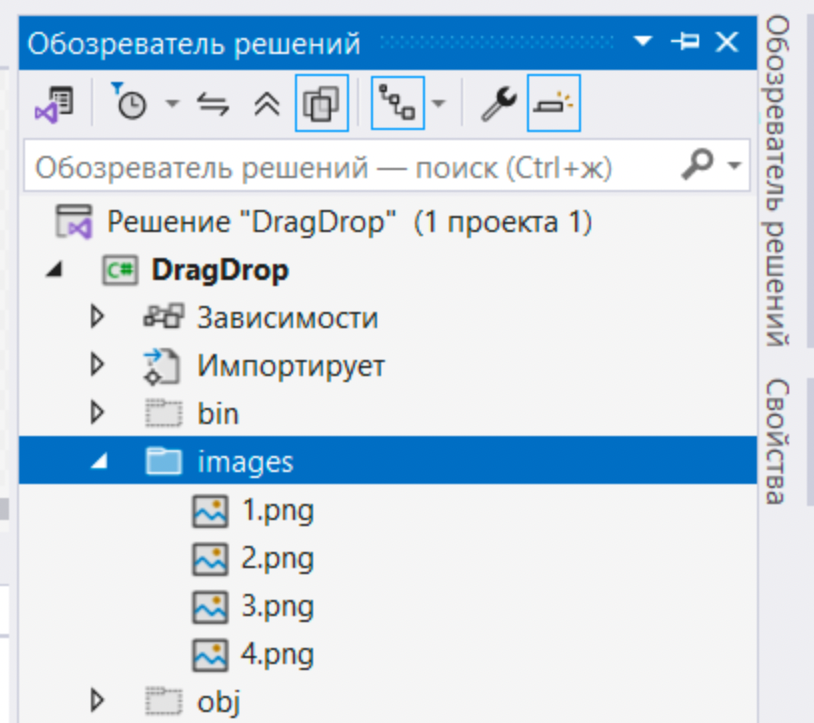 Обозреватель решений
Обозреватель решений — поиск (Ctrl+ж)
Решение "DragDrop" (1 проекта 1)
C# DragDrop
Зависимости
Импортирует
bin
images
1.png
2.png
3.png
4.png
obj
Обозреватель решений
Свойства